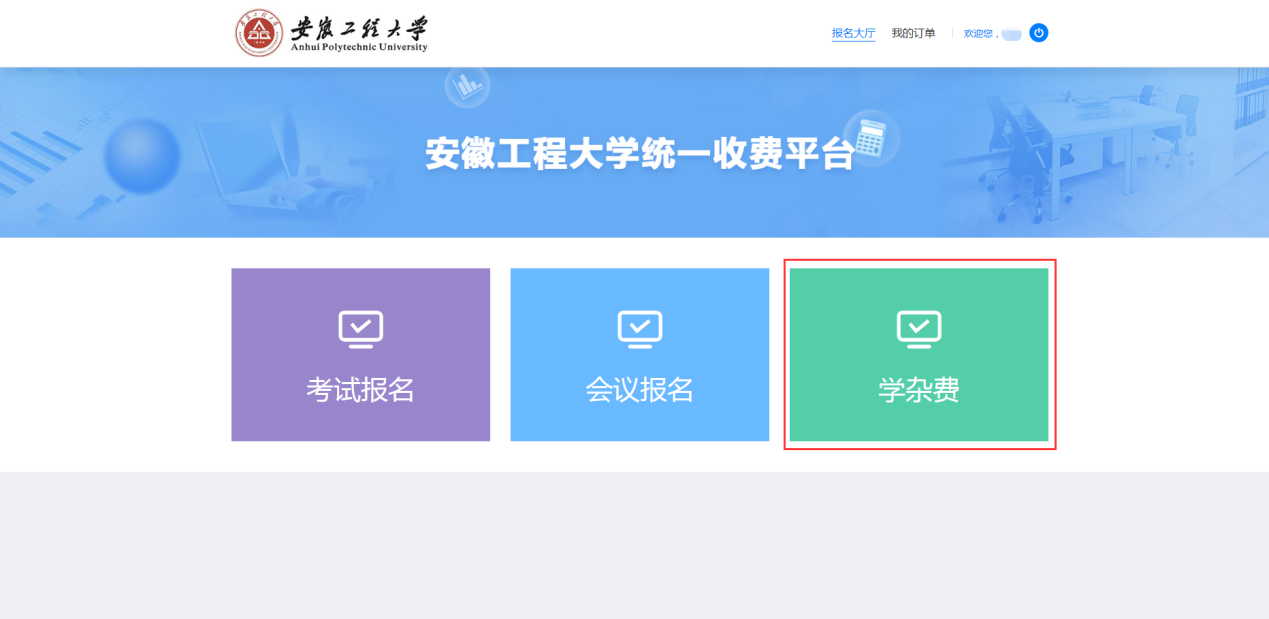 安徽工程大学
Anhui Polytechnic University
报名大厅 我的订单 欢迎您，
安徽工程大学统一收费平台
考试报名 会议报名 学杂费